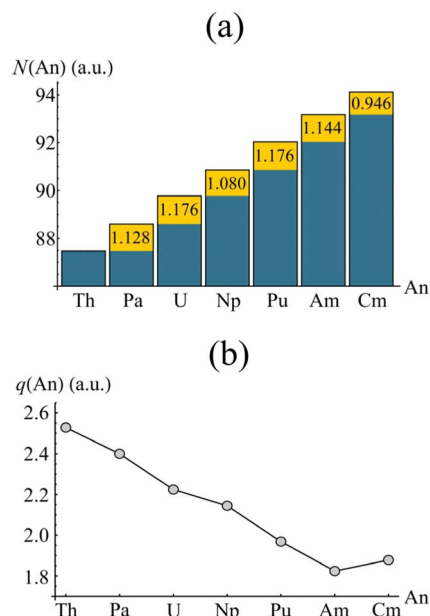 (a)
N(An) (a.u.)
94
92
90
88
1.128
1.176
1.080
1.176
1.144
0.946
Th Pa U Np Pu Am Cm
An
(b)
q(An) (a.u.)
2.6
2.4
2.2
2.0
1.8
Th Pa U Np Pu Am Cm
An